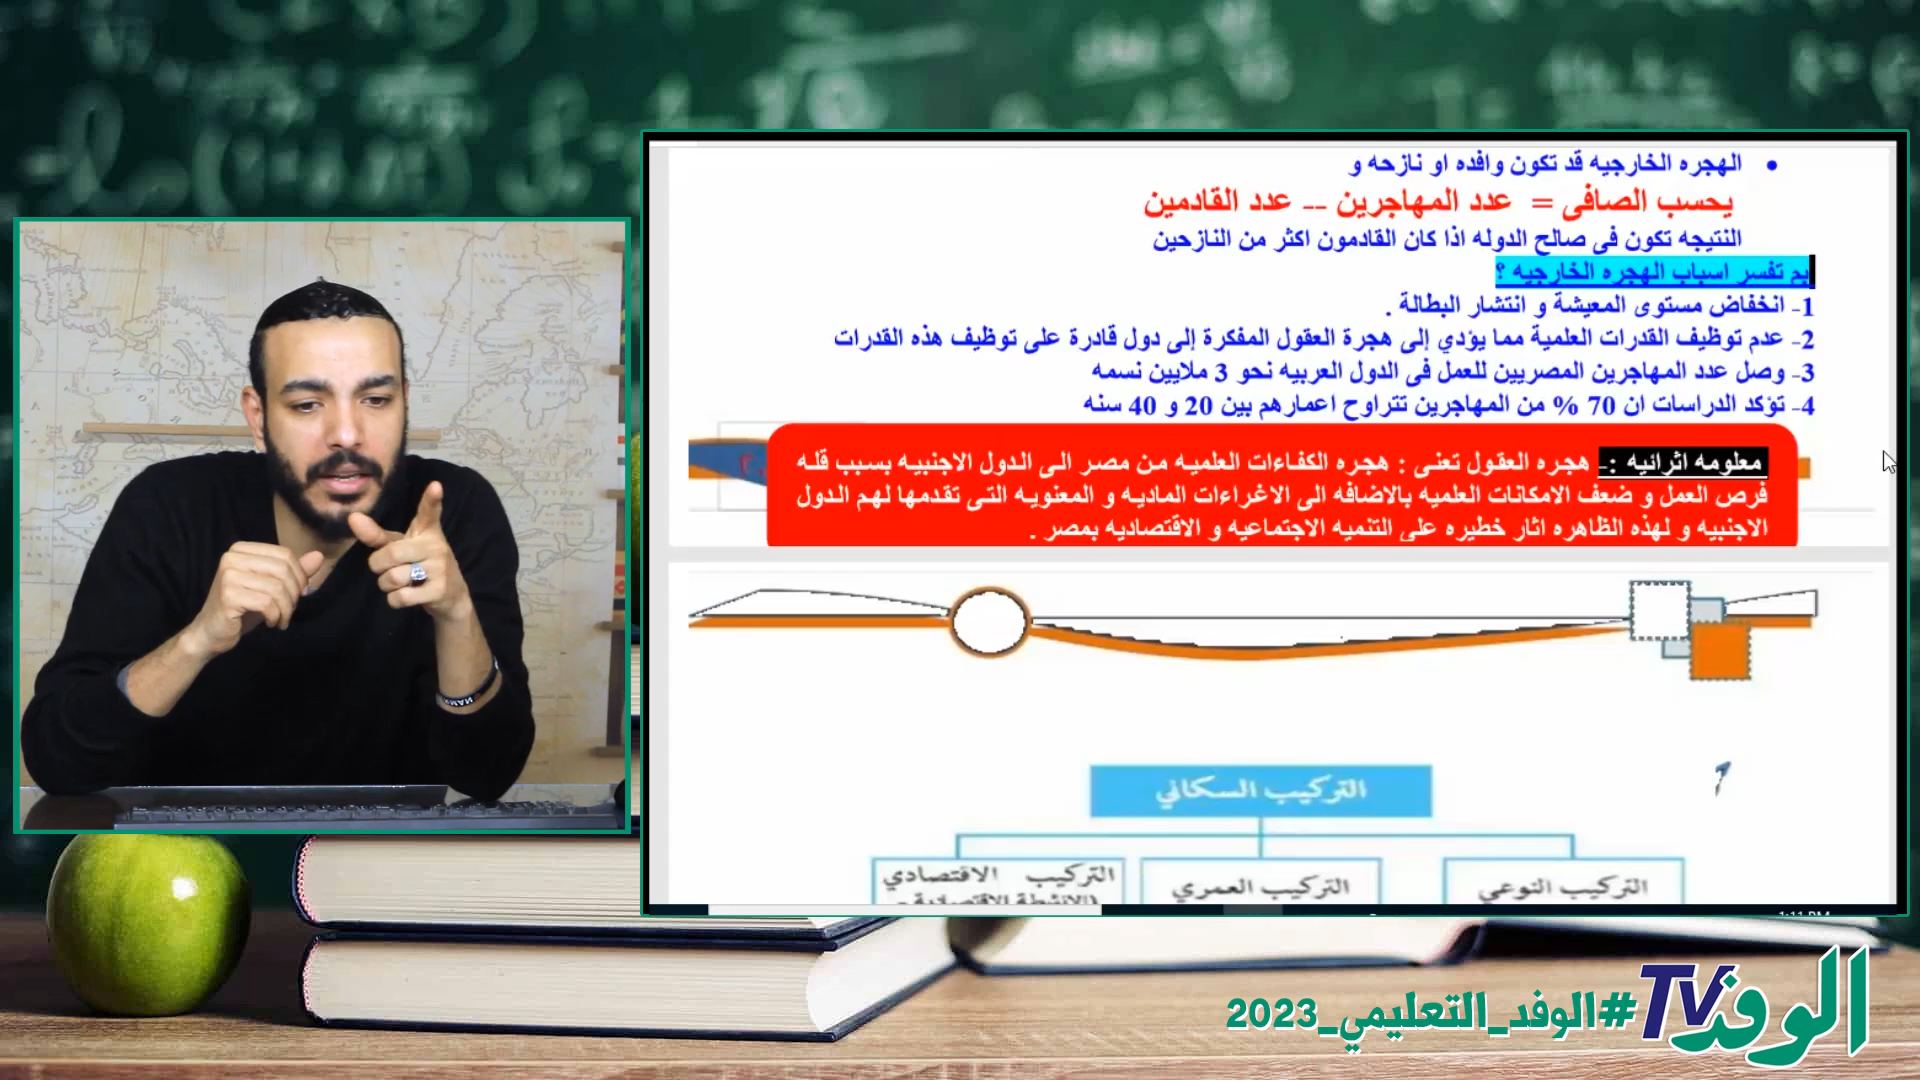 الهجره الخارجيه قد تكون وافده او نازحه و
يحسب الصافى = عدد المهاجرين -- عدد القادمين
النتيجه تكون فى صالح الدوله اذا كان القادمون اكثر من النازحين
بم تفسر اسباب الهجره الخارجيه ؟
1- انخفاض مستوى المعيشة و انتشار البطالة .
2- عدم توظيف القدرات العلمية مما يؤدي إلى هجرة العقول المفكرة إلى دول قادرة على توظيف هذه القدرات
3- وصل عدد المهاجرين المصريين للعمل فى الدول العربيه نحو 3 ملايين نسمه
4- تؤكد الدراسات ان 70 % من المهاجرين تتراوح اعمارهم بين 20 و 40 سنه
معلومه اثرائيه :- هجره العقول تعنى : هجره الكفاءات العلميه من مصر الى الدول الاجنبيه بسبب قله
فرص العمل و ضعف الامكانات العلميه بالاضافه الى الاغراءات الماديه و المعنويه التى تقدمها لهم الدول
الاجنبيه و لهذه الظاهره اثار خطيره على التنميه الاجتماعيه و الاقتصاديه بمصر .
التركيب السكاني
التركيب النوعي
التركيب العمري
التركيب الاقتصادي
(الانشطة الاقتصادية -
1:11 PM
الوفد TV
#الوفد_التعليمي_2023